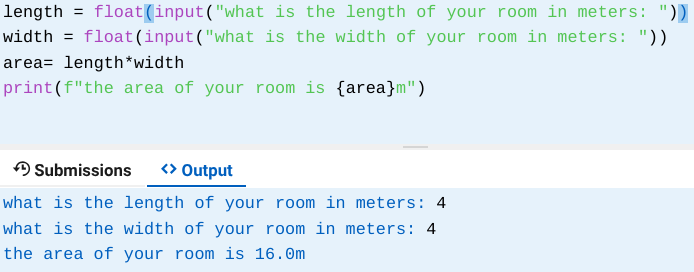 length = float(input("what is the length of your room in meters: "))
width = float(input("what is the width of your room in meters: "))
area= length*width
print(f"the area of your room is {area}m")
Submissions
Output
what is the length of your room in meters: 4
what is the width of your room in meters: 4
the area of your room is 16.0m